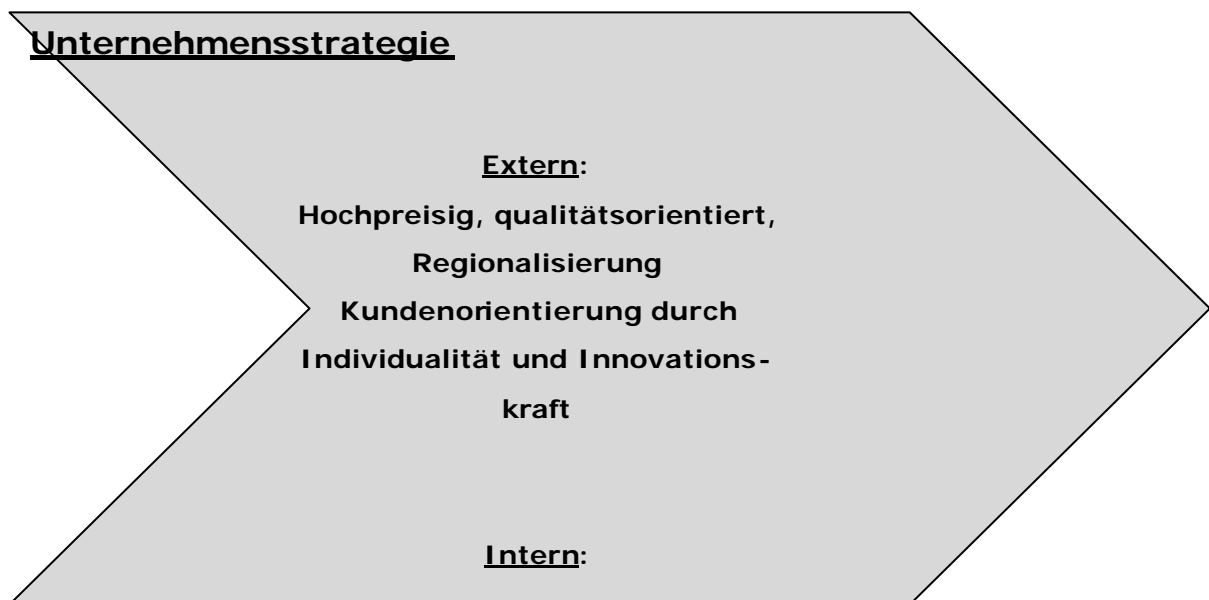 Unternehmensstrategie
Extern:
Hochpreisig, qualitätsorientiert,
Regionalisierung
Kundenorientierung durch
Individualität und Innovations-
kraft
Intern: